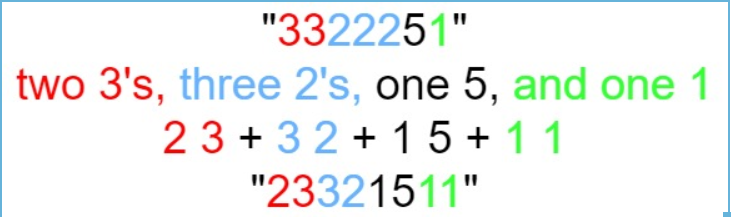 "3322251"
two 3's, three 2's, one 5, and one 1
2 3 + 3 2 + 1 5 + 1 1
"23321511"